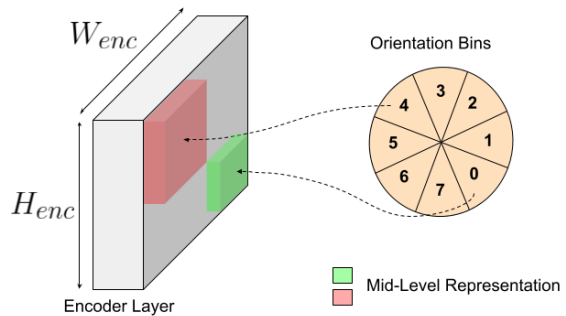 W_enc
Orientation Bins
3
4
2
5
1
6
0
7
H_enc
Mid-Level Representation
Encoder Layer